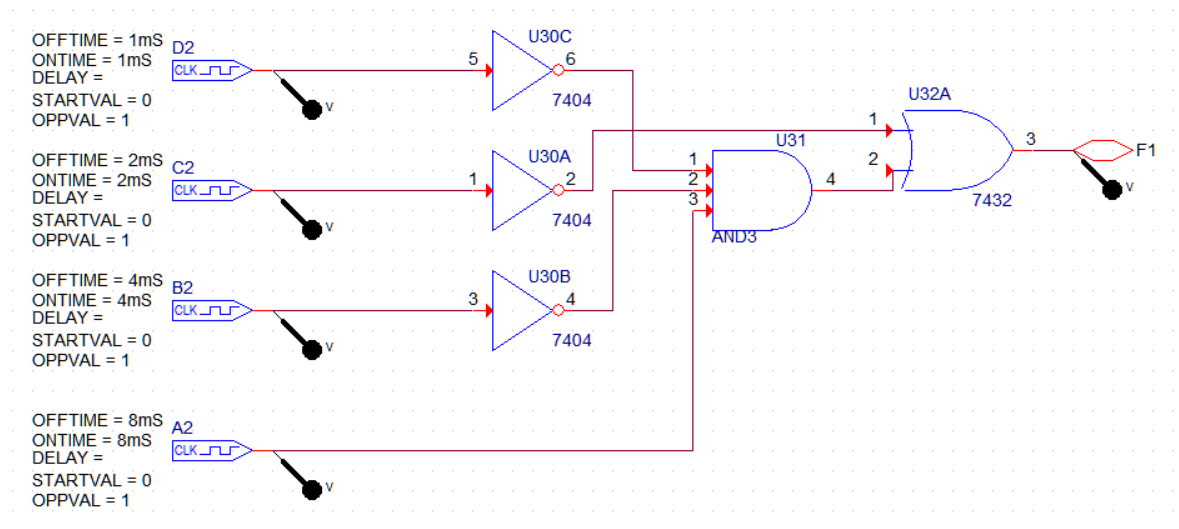 OFFTIME = 1mS
ONTIME = 1mS
DELAY =
STARTVAL = 0
OPPVAL = 1
D2
CLK
V
5
U30C
6
7404
OFFTIME = 2mS
ONTIME = 2mS
DELAY =
STARTVAL = 0
OPPVAL = 1
C2
CLK
V
1
U30A
2
7404
OFFTIME = 4mS
ONTIME = 4mS
DELAY =
STARTVAL = 0
OPPVAL = 1
B2
CLK
V
3
U30B
4
7404
OFFTIME = 8mS
ONTIME = 8mS
DELAY =
STARTVAL = 0
OPPVAL = 1
A2
CLK
V
U31
1
2
3
4
AND3
U32A
1
2
3
7432
F1
V